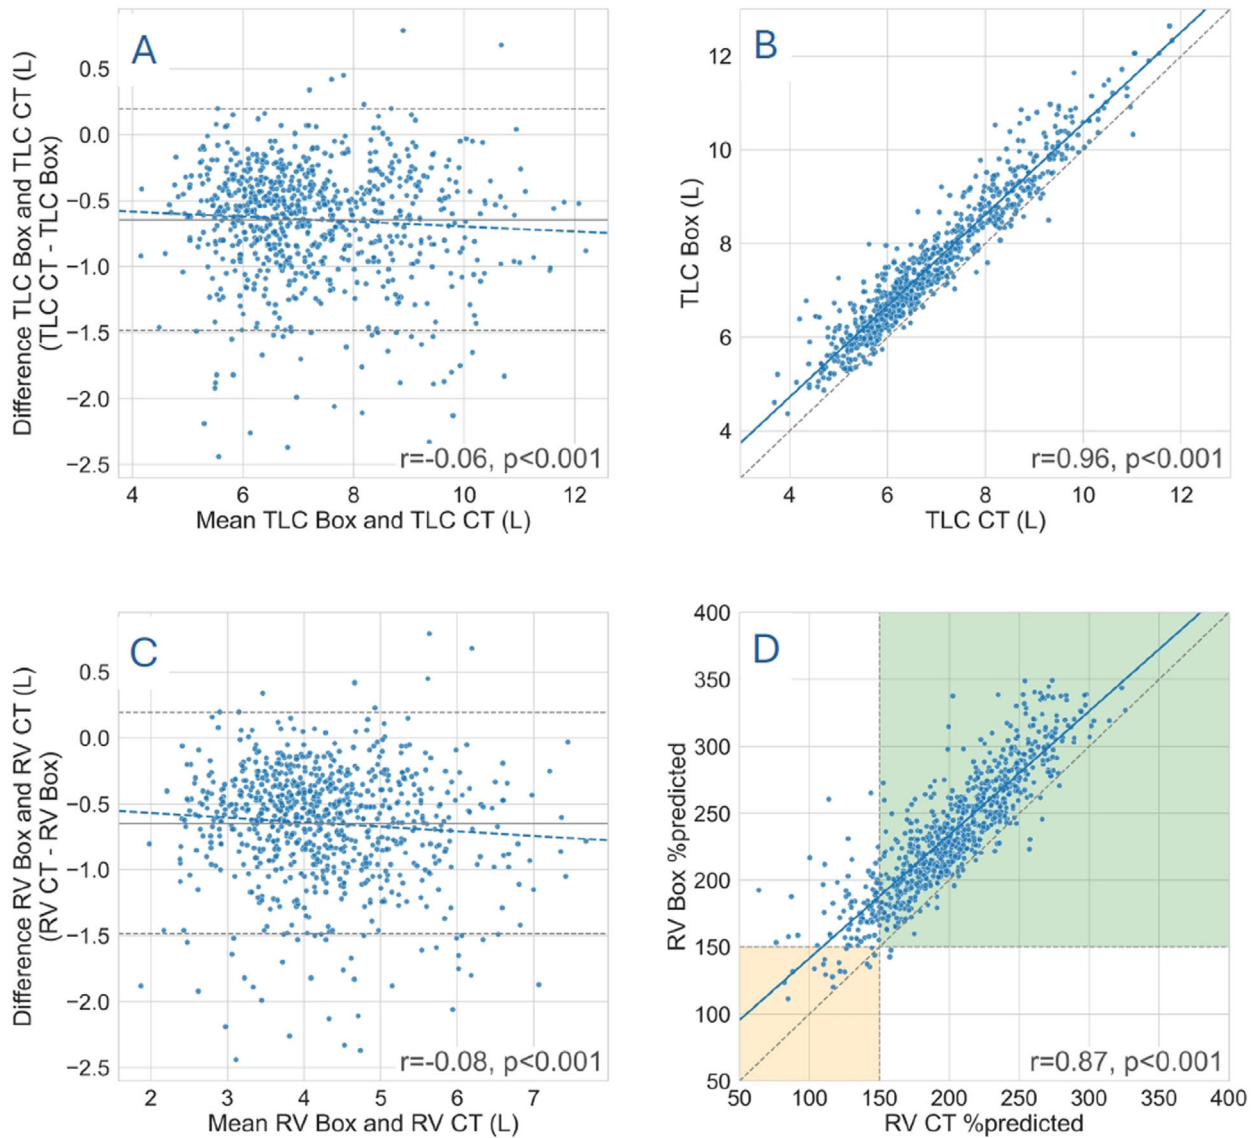 A
Difference TLC Box and TLC CT (L)
(TLC CT - TLC Box)
0.5
0.0
−0.5
−1.0
−1.5
−2.0
−2.5
r=-0.06, p<0.001
4 6 8 10 12
Mean TLC Box and TLC CT (L)
B
TLC Box (L)
12
10
8
6
4
r=0.96, p<0.001
4 6 8 10 12
TLC CT (L)
C
Difference RV Box and RV CT (L)
(RV CT - RV Box)
0.5
0.0
−0.5
−1.0
−1.5
−2.0
−2.5
r=-0.08, p<0.001
2 3 4 5 6 7
Mean RV Box and RV CT (L)
D
RV Box %predicted
400
350
300
250
200
150
100
50
r=0.87, p<0.001
50 100 150 200 250 300 350 400
RV CT %predicted